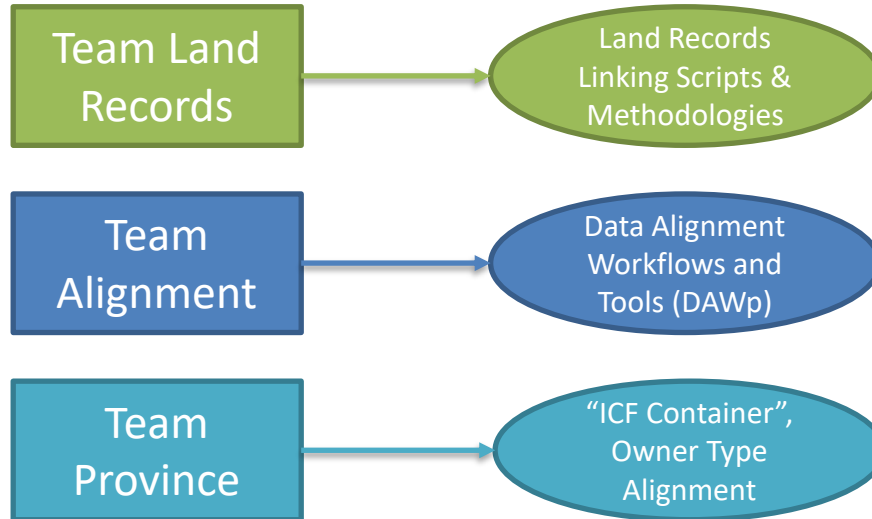 Team Land
Records
Land Records
Linking Scripts &
Methodologies
Team
Alignment
Data Alignment
Workflows and
Tools (DAWp)
Team
Province
“ICF Container”,
Owner Type
Alignment